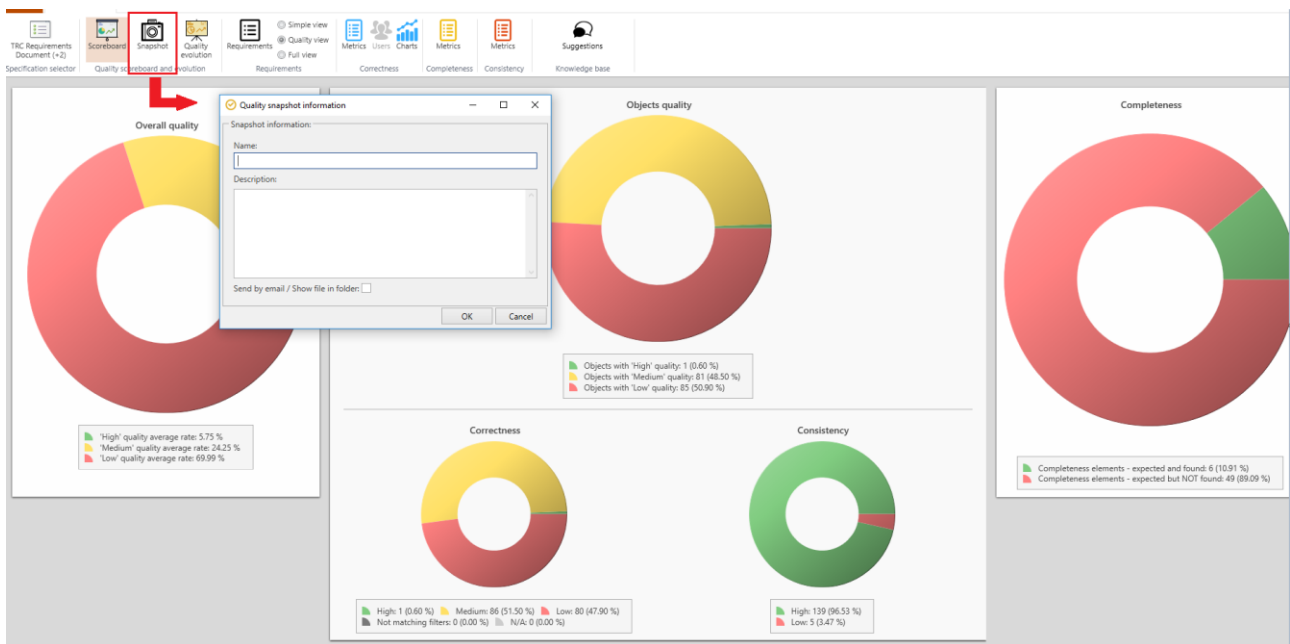 TRC Requirements
Document (+2)
Scoreboard
Snapshot
Quality
evolution
Requirements
Simple view
Quality view
Full view
Metrics
Users
Charts
Metrics
Metrics
Suggestions
Specification selector
Quality scoreboard and evolution
Requirements
Correctness
Completeness
Consistency
Knowledge base
Quality snapshot information
Snapshot information:
Name:
Description:
Send by email / Show file in folder:
OK
Cancel
Overall quality
'High' quality average rate: 5.75 %
'Medium' quality average rate: 24.25 %
'Low' quality average rate: 69.99 %
Objects quality
Objects with 'High' quality: 1 (0.60 %)
Objects with 'Medium' quality: 81 (48.50 %)
Objects with 'Low' quality: 85 (50.90 %)
Correctness
High: 1 (0.60 %) Medium: 86 (51.50 %) Low: 80 (47.90 %)
Not matching filters: 0 (0.00 %) N/A: 0 (0.00 %)
Consistency
High: 139 (96.53 %)
Low: 5 (3.47 %)
Completeness
Completeness elements - expected and found: 6 (10.91 %)
Completeness elements - expected but NOT found: 49 (89.09 %)